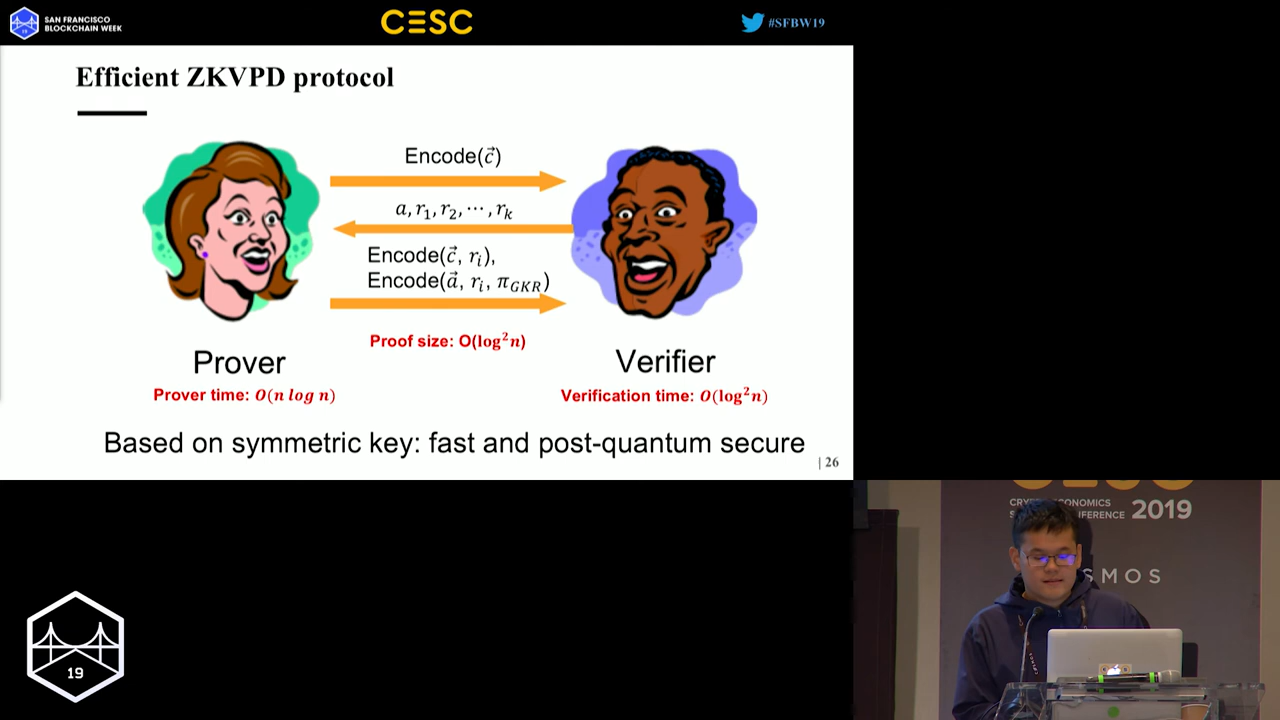 SAN FRANCISCO
BLOCKCHAIN WEEK
19
CESC
#SFBW19
Efficient ZKVPD protocol
Encode(c⃗)
a, r₁, r₂, ⋯, rₖ
Encode(c⃗, rᵢ),
Encode(a⃗, rᵢ, π_GKR)
Proof size: O(log²n)
Prover
Verifier
Prover time: O(n log n)
Verification time: O(log²n)
Based on symmetric key: fast and post-quantum secure
| 26
2019
SMOS
19